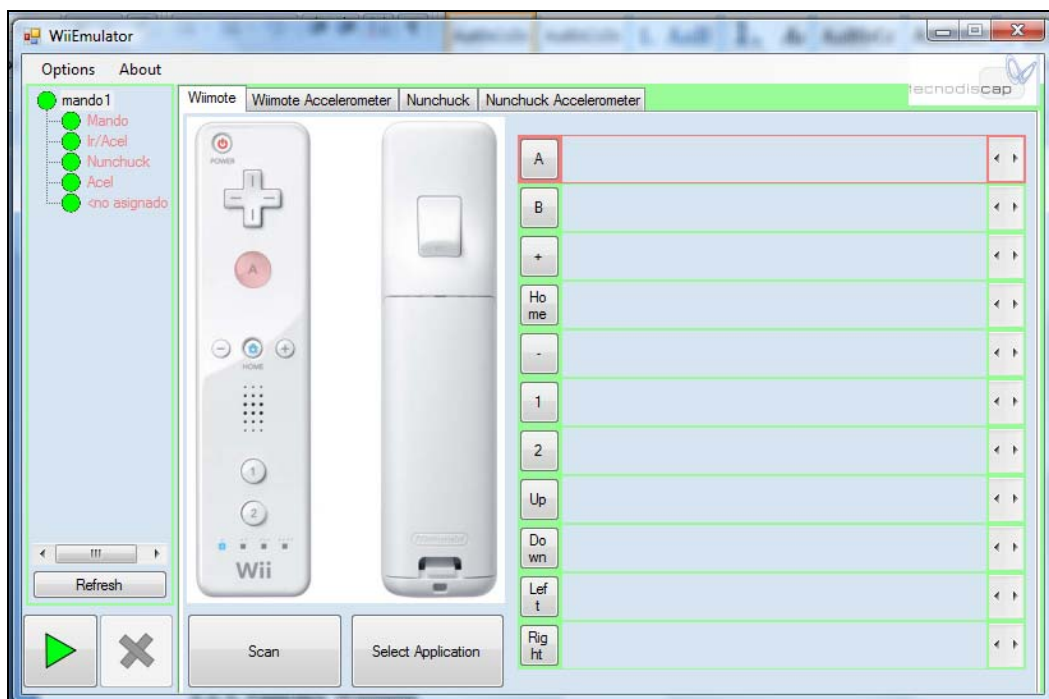 WiiEmulator
Options About
tecnodiscap
mando1
Mando
Ir/Acel
Nunchuck
Acel
<no asignado
Wiimote Wiimote Accelerometer Nunchuck Nunchuck Accelerometer
POWER
A
HOME
1
2
Wii
A
B
+
Ho
me
-
1
2
Up
Do
wn
Lef
t
Rig
ht
Refresh
Scan
Select Application